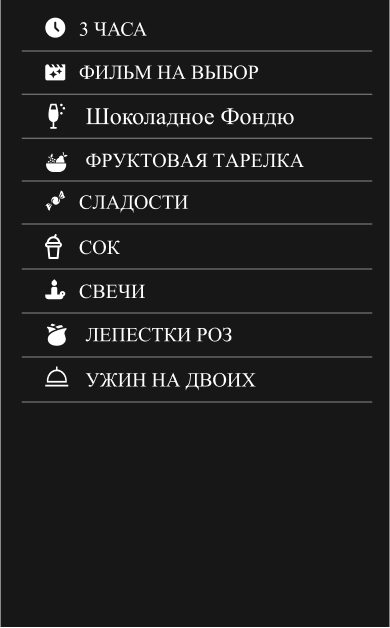 3 ЧАСА
ФИЛЬМ НА ВЫБОР
Шоколадное Фондю
ФРУКТОВАЯ ТАРЕЛКА
СЛАДОСТИ
СОК
СВЕЧИ
ЛЕПЕСТКИ РОЗ
УЖИН НА ДВОИХ